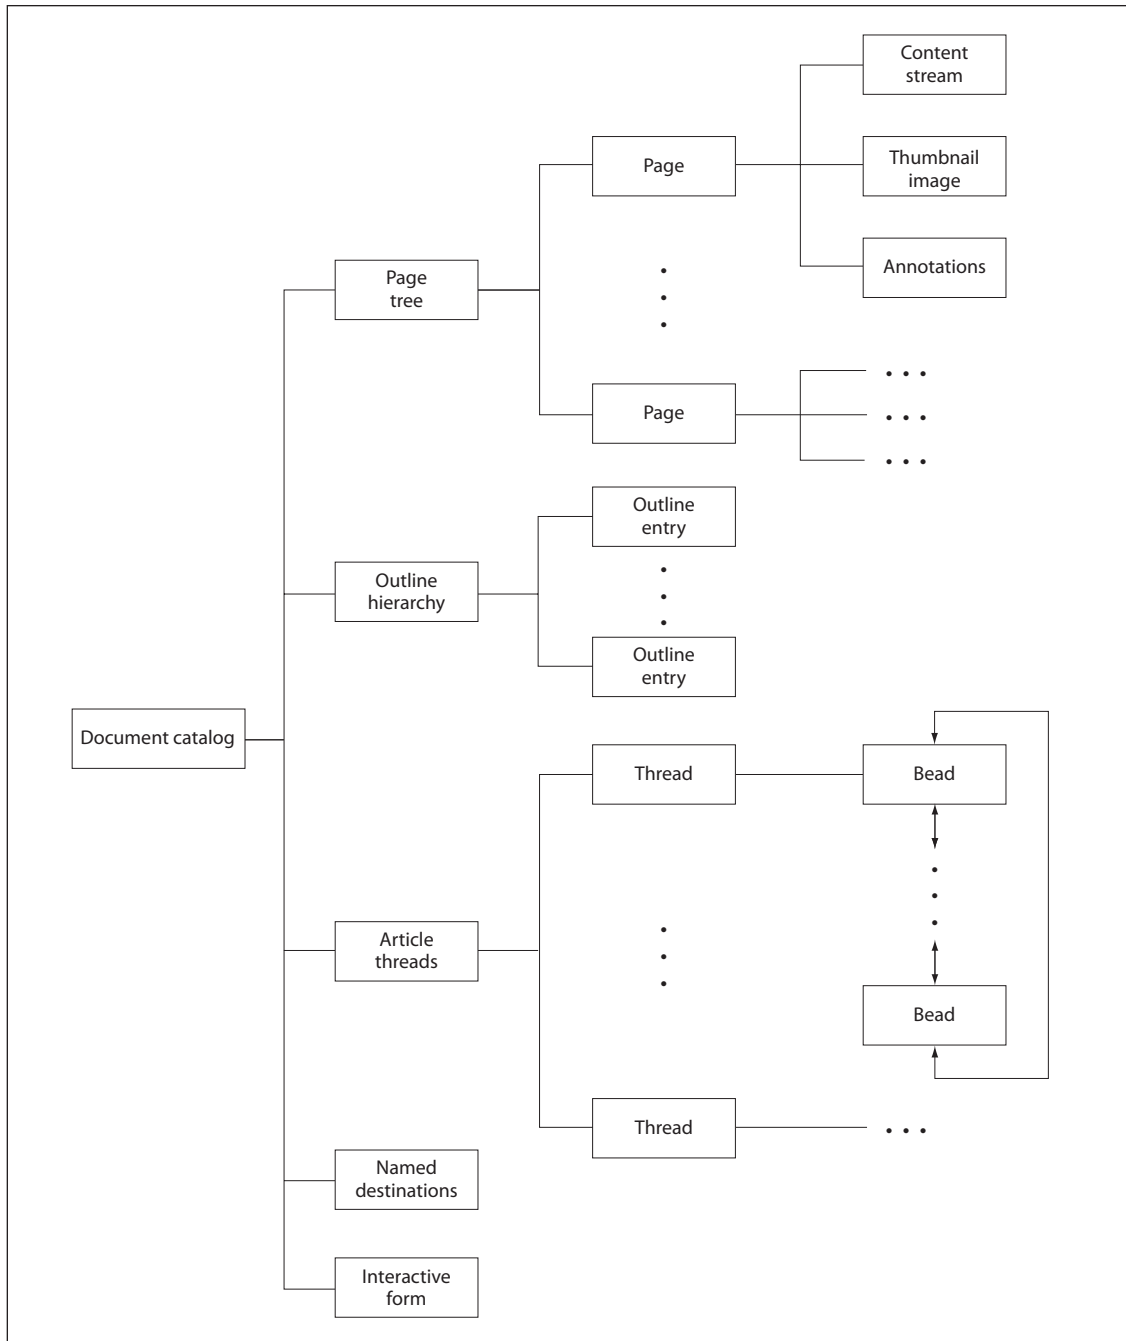 Content
stream
Page
Thumbnail
image
Annotations
Page
tree
Page
Outline
entry
Outline
hierarchy
Outline
entry
Document catalog
Thread
Bead
Article
threads
Bead
Thread
Named
destinations
Interactive
form